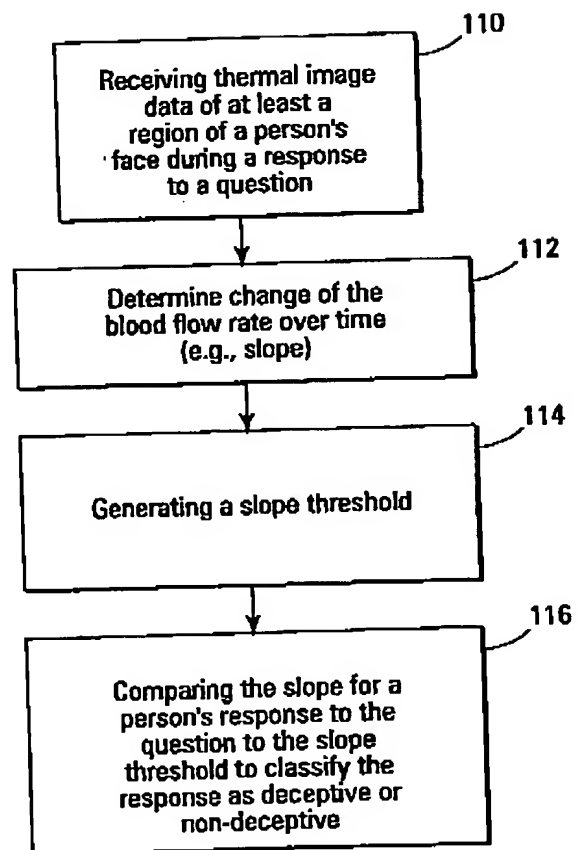 110
Receiving thermal image
data of at least a
region of a person's
face during a response
to a question
112
Determine change of the
blood flow rate over time
(e.g., slope)
114
Generating a slope threshold
116
Comparing the slope for a
person's response to the
question to the slope
threshold to classify the
response as deceptive or
non-deceptive